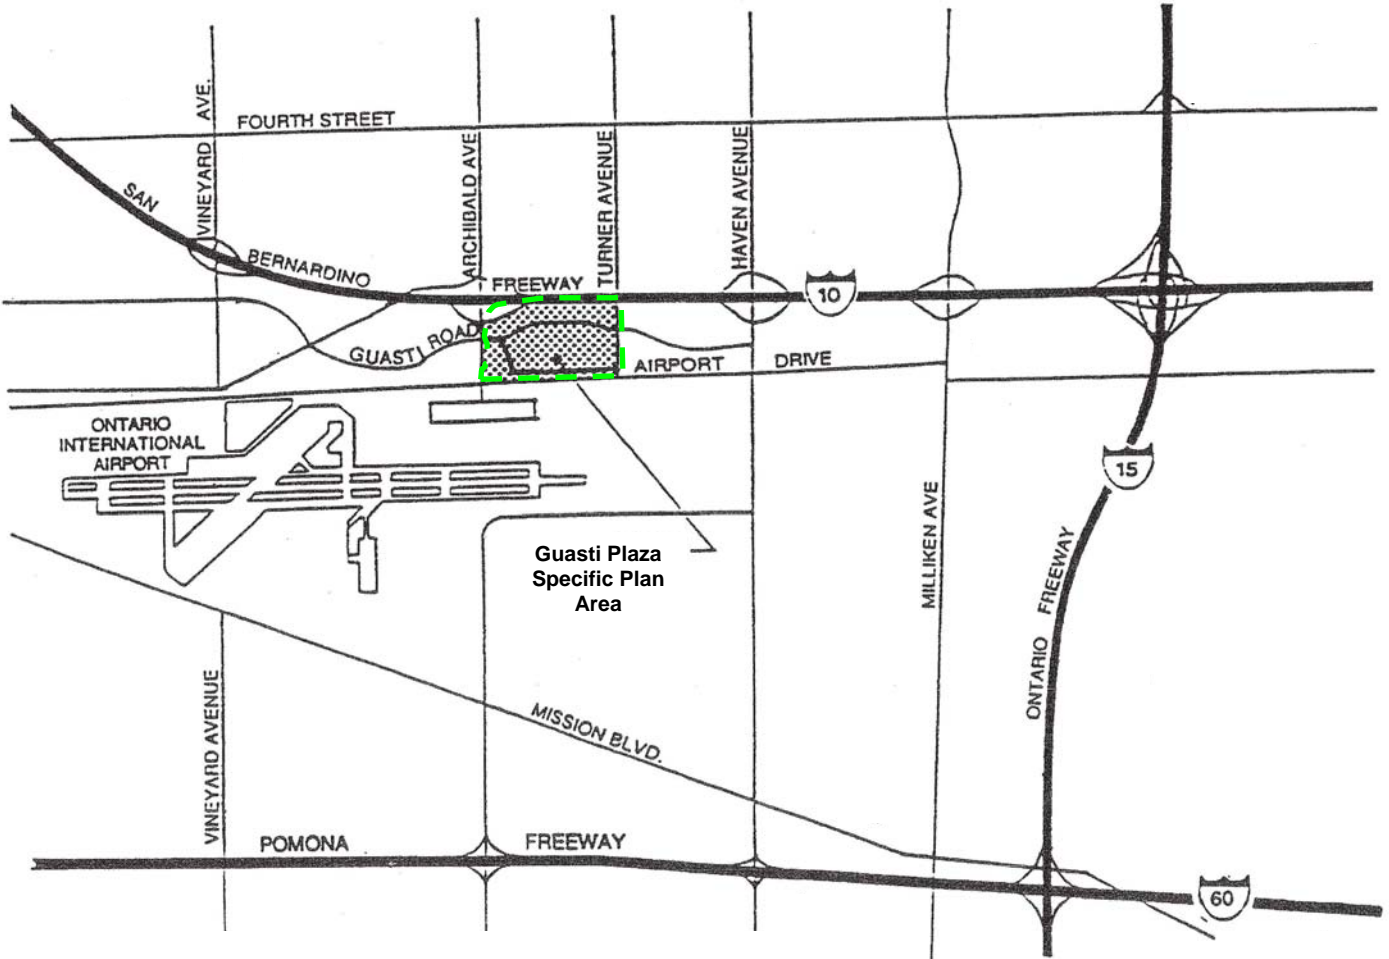 VINEYARD AVE.
FOURTH STREET
ARCHIBALD AVE
TURNER AVENUE
HAVEN AVENUE
SAN
BERNARDINO
FREEWAY
10
GUASTI ROAD
AIRPORT DRIVE
ONTARIO
INTERNATIONAL
AIRPORT
15
MILLIKEN AVE
ONTARIO FREEWAY
Guasti Plaza
Specific Plan
Area
VINEYARD AVENUE
MISSION BLVD.
POMONA FREEWAY
60